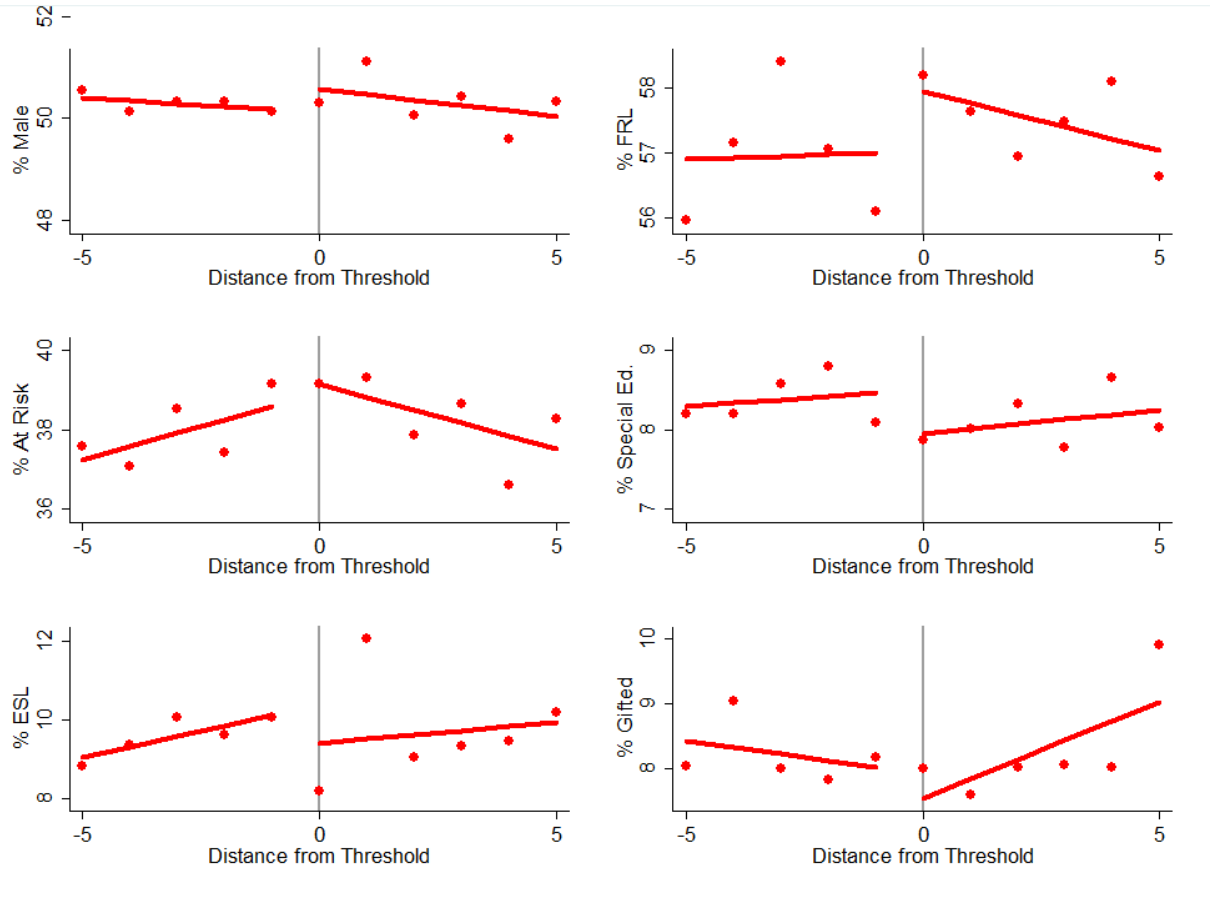 52
50
48
% Male
-5 0 5
Distance from Threshold
58
57
56
% FRL
-5 0 5
Distance from Threshold
40
38
36
% At Risk
-5 0 5
Distance from Threshold
9
8
7
% Special Ed.
-5 0 5
Distance from Threshold
12
10
8
% ESL
-5 0 5
Distance from Threshold
10
9
8
% Gifted
-5 0 5
Distance from Threshold